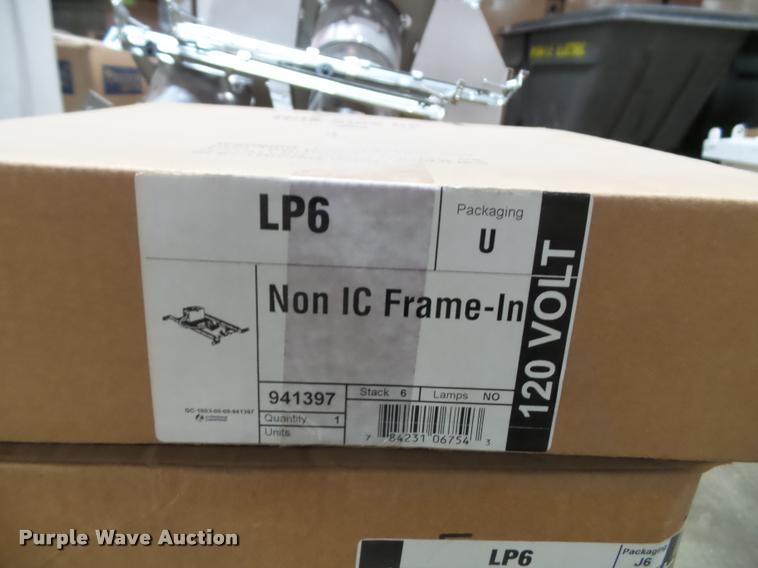 LP6
Packaging
U
Non IC Frame-In
120 VOLT
941397
Stack 6
Lamps NO
Quantity 1
Units
7 84231 06754 3
LP6
Packaging
J6
Purple Wave Auction